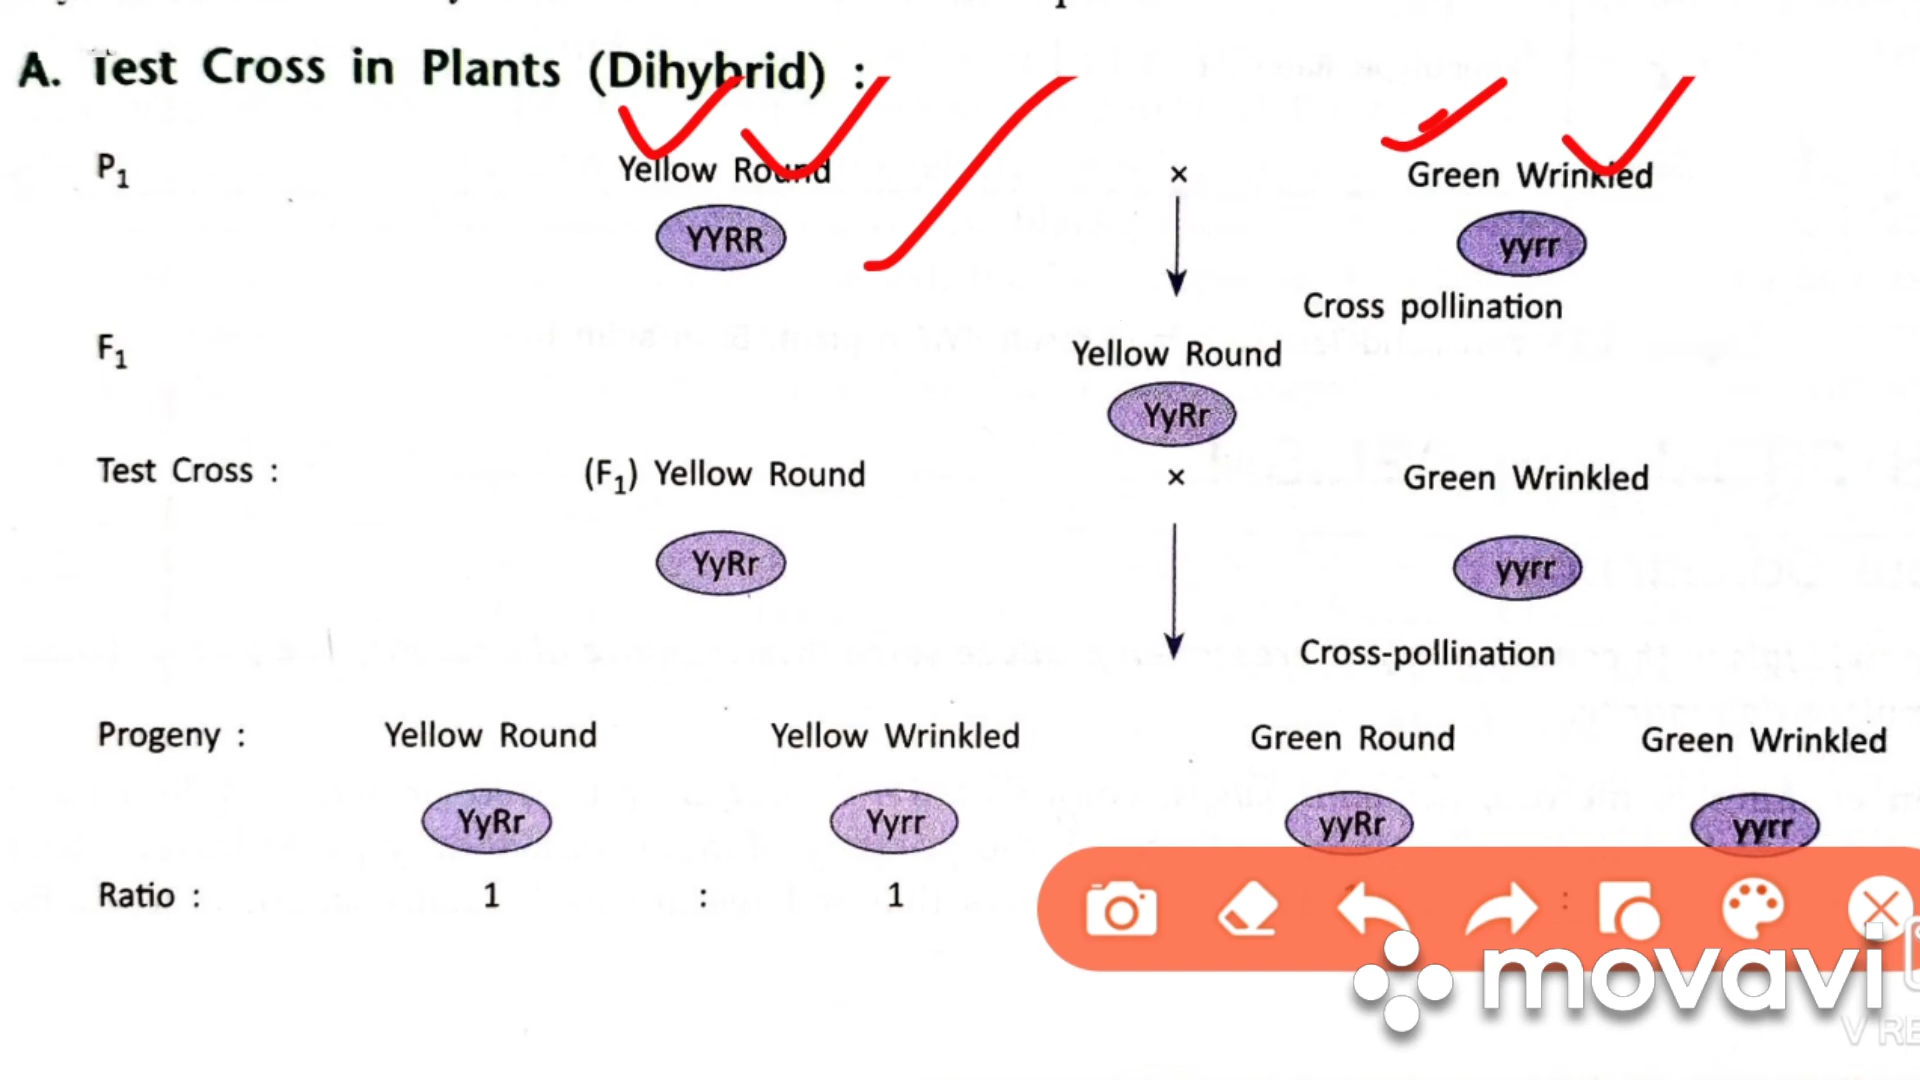 A. Test Cross in Plants (Dihybrid) :
P₁ Yellow Round × Green Wrinkled
YYRR yyrr
Cross pollination
F₁ Yellow Round
YyRr
Test Cross : (F₁) Yellow Round × Green Wrinkled
YyRr yyrr
Cross-pollination
Progeny : Yellow Round Yellow Wrinkled Green Round Green Wrinkled
YyRr Yyrr yyRr yyrr
Ratio : 1 : 1 :
movavi
V RE